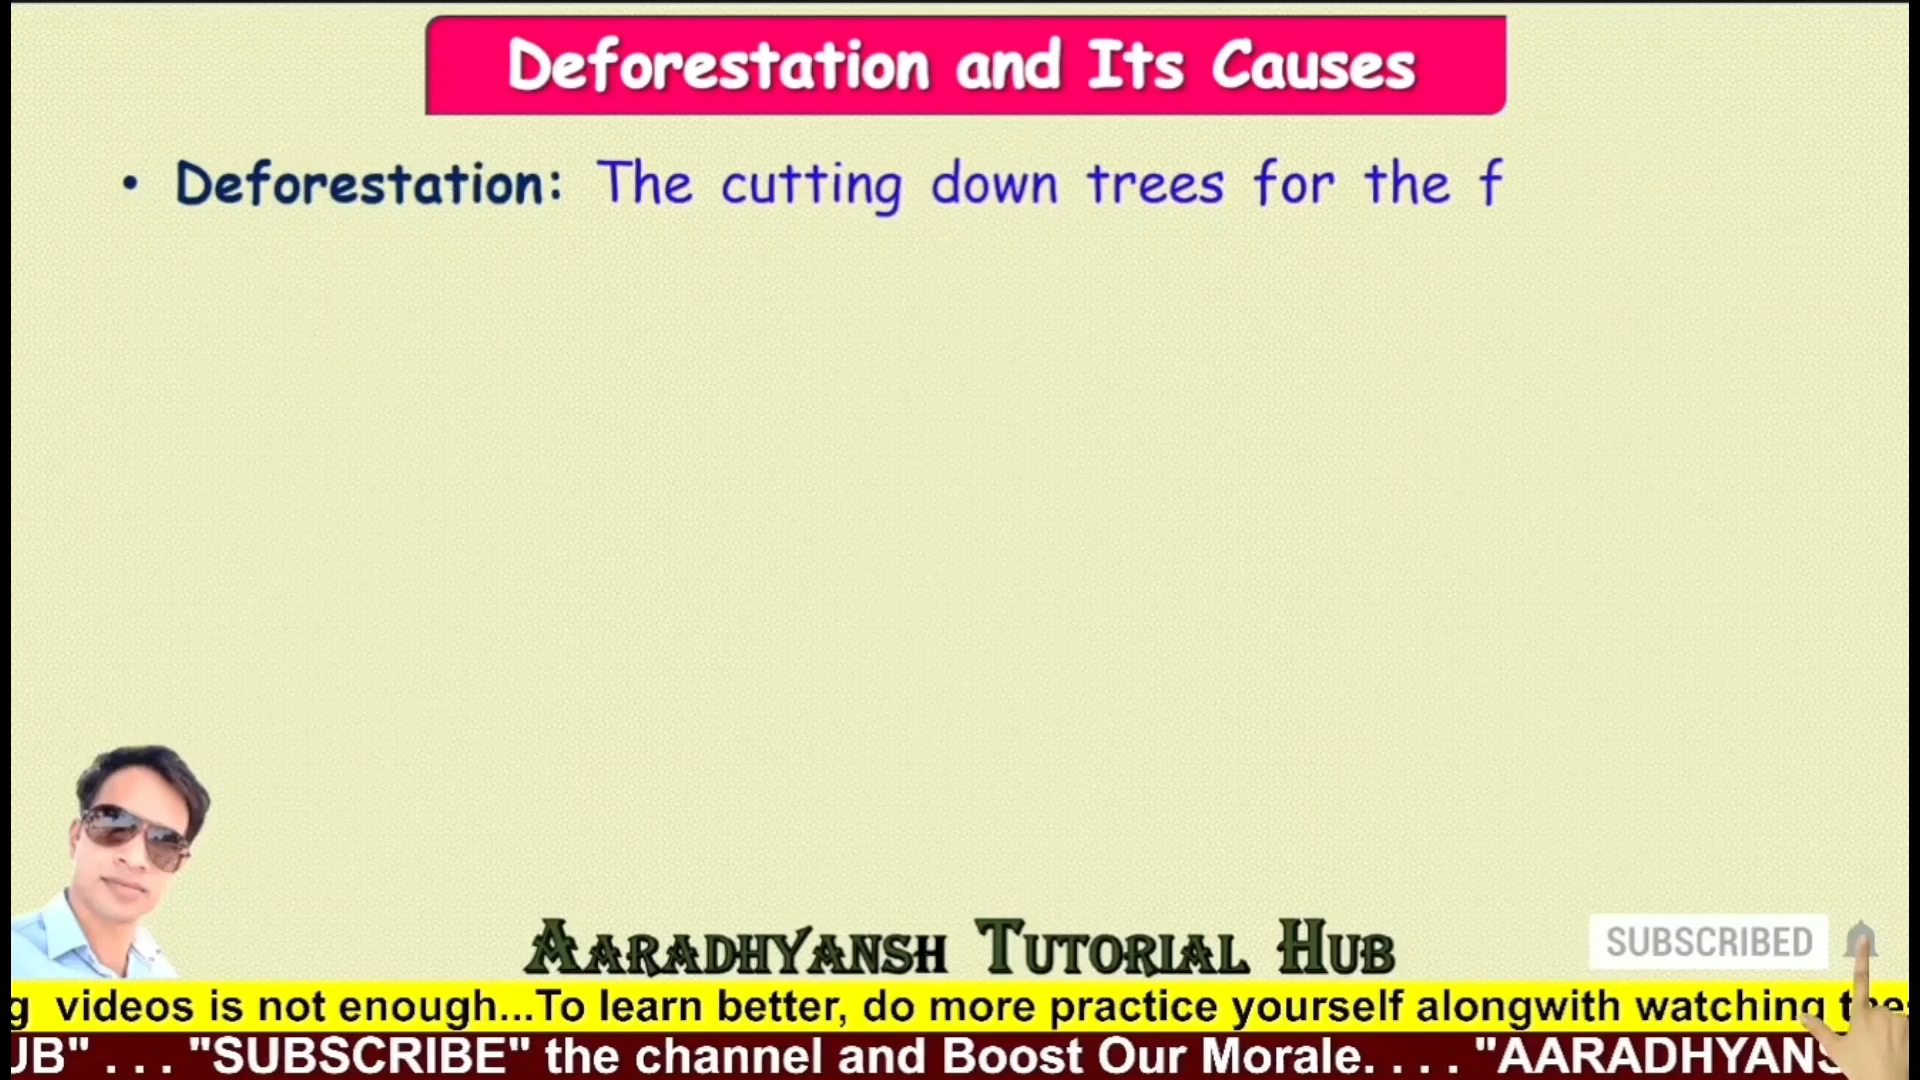 Deforestation and Its Causes
• Deforestation: The cutting down trees for the f
AARADHYANSH TUTORIAL HUB
SUBSCRIBED
g videos is not enough...To learn better, do more practice yourself alongwith watching
UB" . . . "SUBSCRIBE" the channel and Boost Our Morale. . . . "AARADHYANS